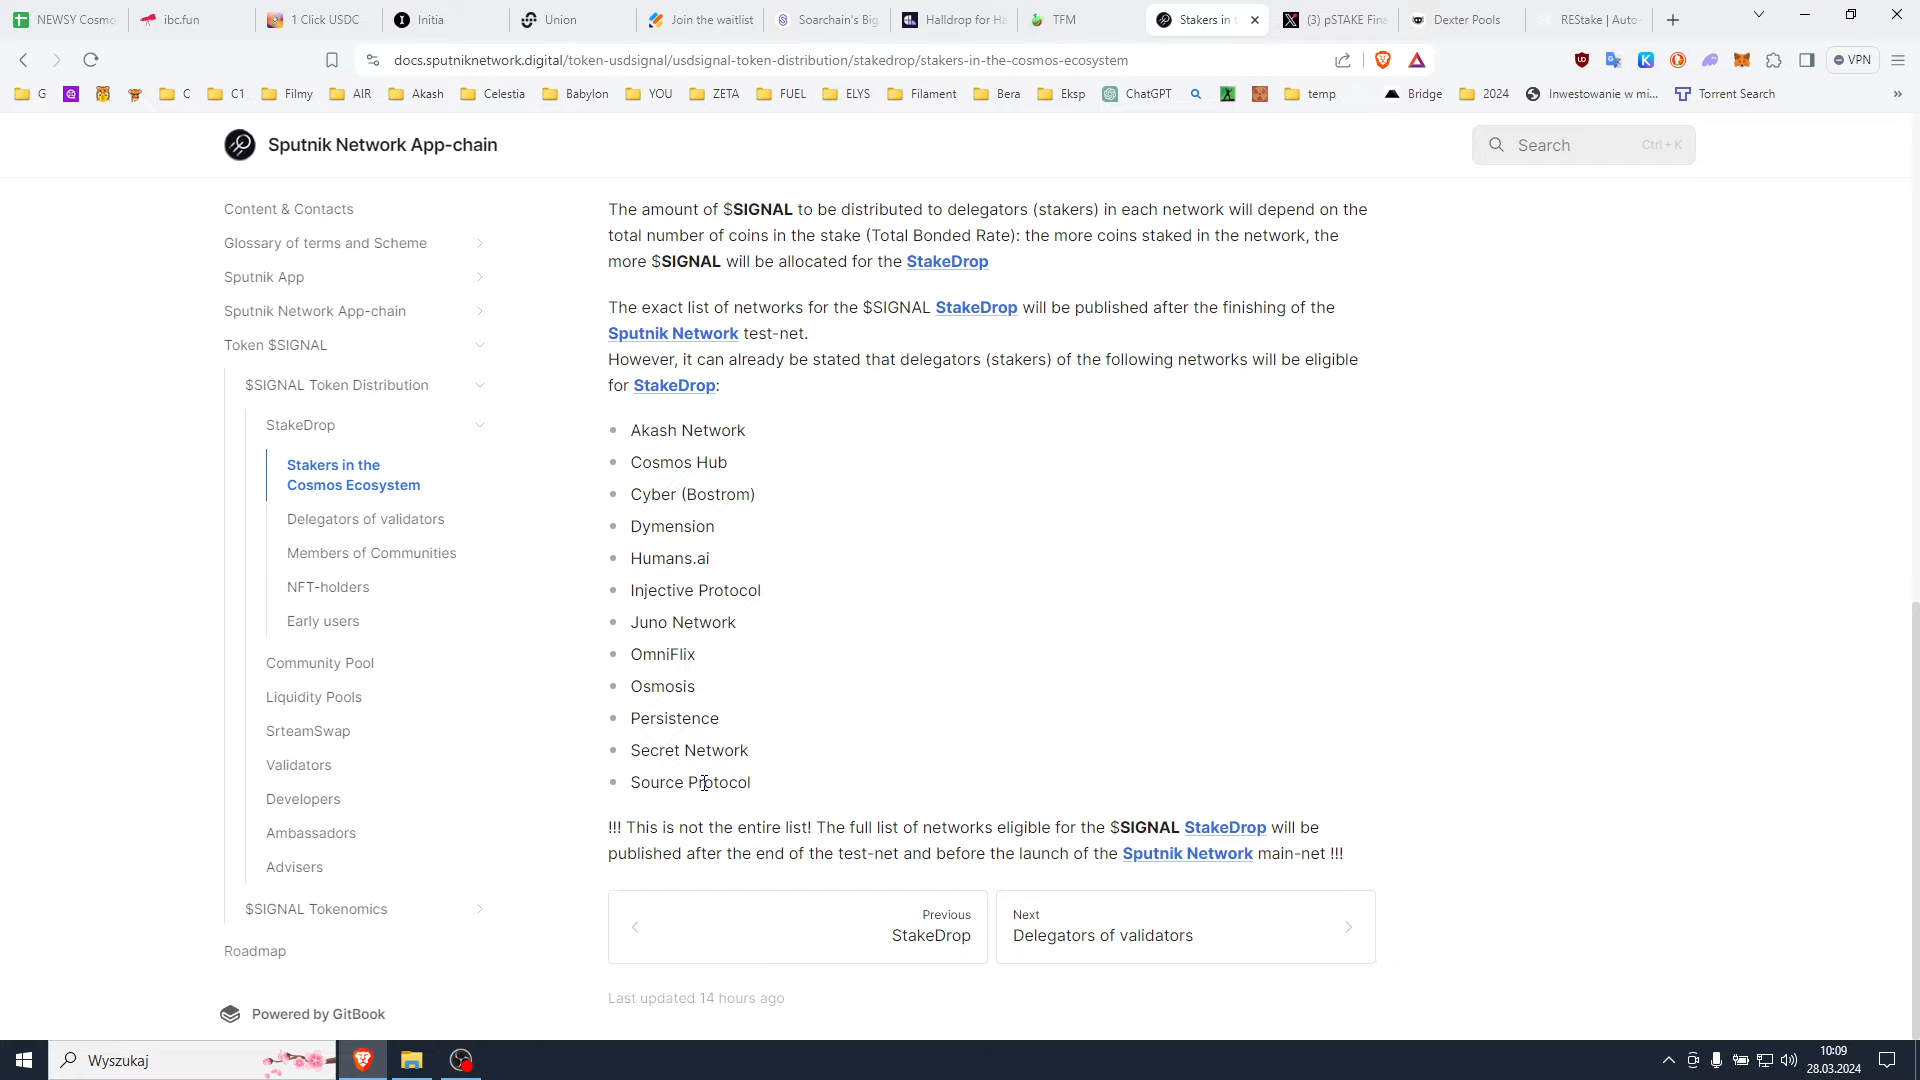 NEWSY Cosmo
ibc.fun
1 Click USDC
Initia
Union
Join the waitlist
Soarchain's Big
Halldrop for Ha
TFM
Stakers in t
(3) pSTAKE Fina
Dexter Pools
REStake | Auto-
docs.sputniknetwork.digital/token-usdsignal/usdsignal-token-distribution/stakedrop/stakers-in-the-cosmos-ecosystem
VPN
G
C
C1
Filmy
AIR
Akash
Celestia
Babylon
YOU
ZETA
FUEL
ELYS
Filament
Bera
Eksp
ChatGPT
temp
Bridge
2024
Inwestowanie w mi...
Torrent Search
»
Sputnik Network App-chain
Search
Ctrl + K
Content & Contacts
Glossary of terms and Scheme
Sputnik App
Sputnik Network App-chain
Token $SIGNAL
$SIGNAL Token Distribution
StakeDrop
Stakers in the
Cosmos Ecosystem
Delegators of validators
Members of Communities
NFT-holders
Early users
Community Pool
Liquidity Pools
SrteamSwap
Validators
Developers
Ambassadors
Advisers
$SIGNAL Tokenomics
Roadmap
Powered by GitBook
The amount of $SIGNAL to be distributed to delegators (stakers) in each network will depend on the
total number of coins in the stake (Total Bonded Rate): the more coins staked in the network, the
more $SIGNAL will be allocated for the StakeDrop
The exact list of networks for the $SIGNAL StakeDrop will be published after the finishing of the
Sputnik Network test-net.
However, it can already be stated that delegators (stakers) of the following networks will be eligible
for StakeDrop:
• Akash Network
• Cosmos Hub
• Cyber (Bostrom)
• Dymension
• Humans.ai
• Injective Protocol
• Juno Network
• OmniFlix
• Osmosis
• Persistence
• Secret Network
• Source Protocol
!!! This is not the entire list! The full list of networks eligible for the $SIGNAL StakeDrop will be
published after the end of the test-net and before the launch of the Sputnik Network main-net !!!
Previous
StakeDrop
Next
Delegators of validators
Last updated 14 hours ago
Wyszukaj
10:09
28.03.2024